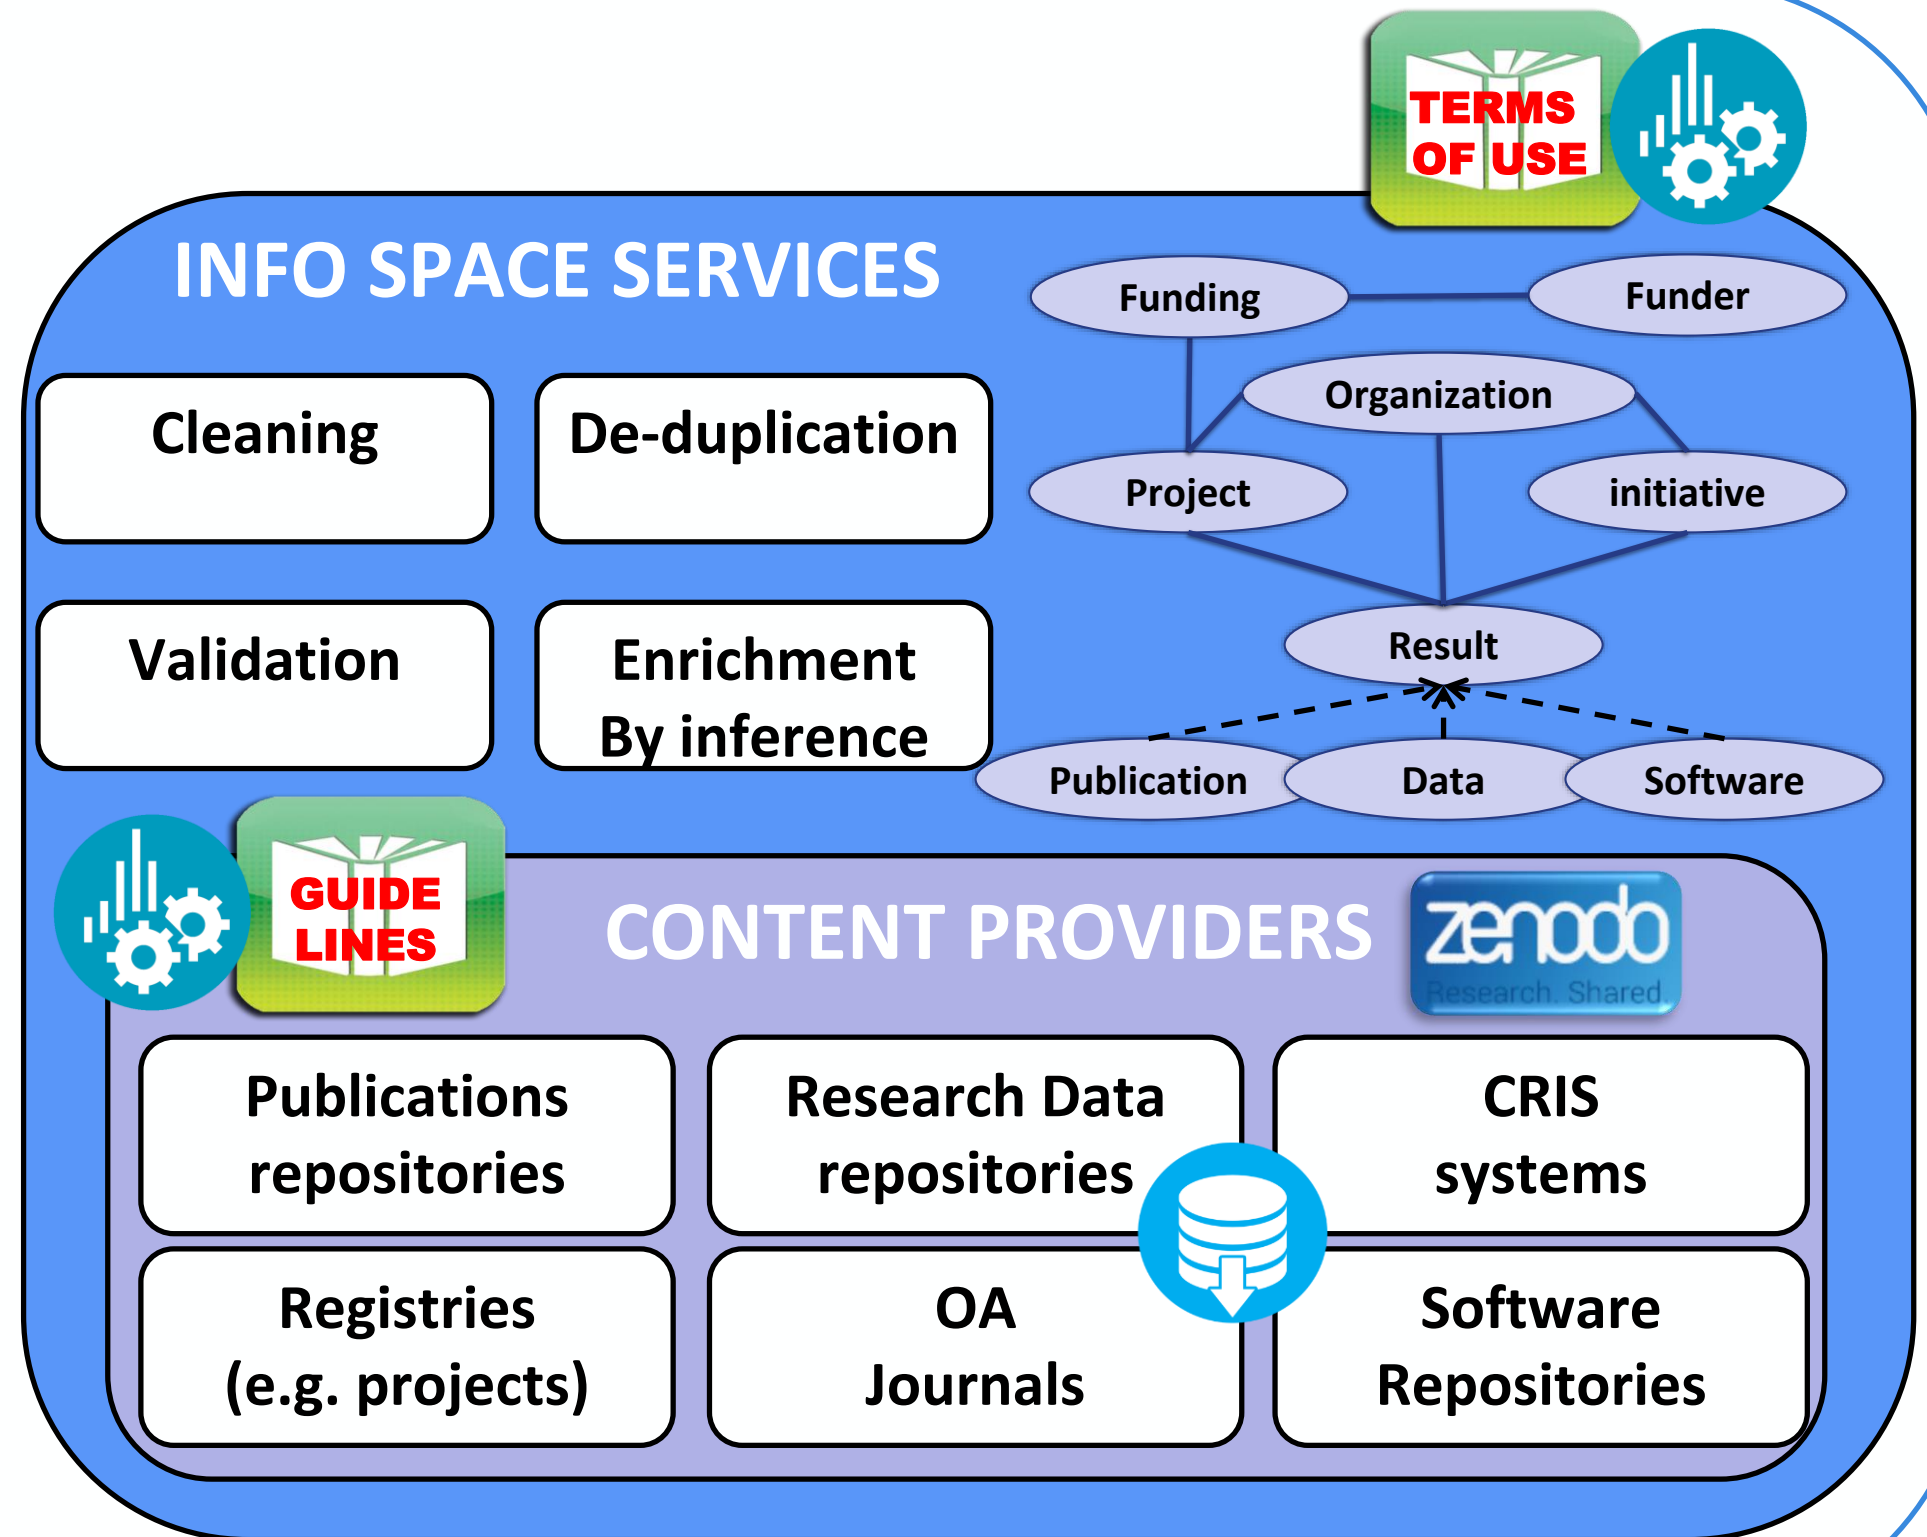 TERMS
OF USE
INFO SPACE SERVICES
Funding
Funder
Organization
Cleaning
De-duplication
Project
initiative
Validation
Enrichment
By inference
Result
Publication
Data
Software
GUIDE
LINES
CONTENT PROVIDERS
zenodo
Research. Shared.
Publications
repositories
Research Data
repositories
CRIS
systems
Registries
(e.g. projects)
OA
Journals
Software
Repositories